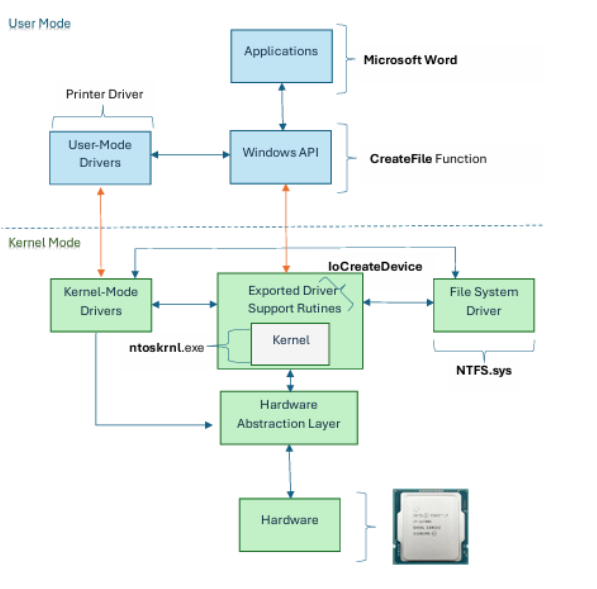 User Mode
Applications
Microsoft Word
Printer Driver
User-Mode
Drivers
Windows API
CreateFile Function
Kernel Mode
IoCreateDevice
Kernel-Mode
Drivers
Exported Driver
Support Rutines
File System
Driver
ntoskrnl.exe
Kernel
NTFS.sys
Hardware
Abstraction Layer
Hardware